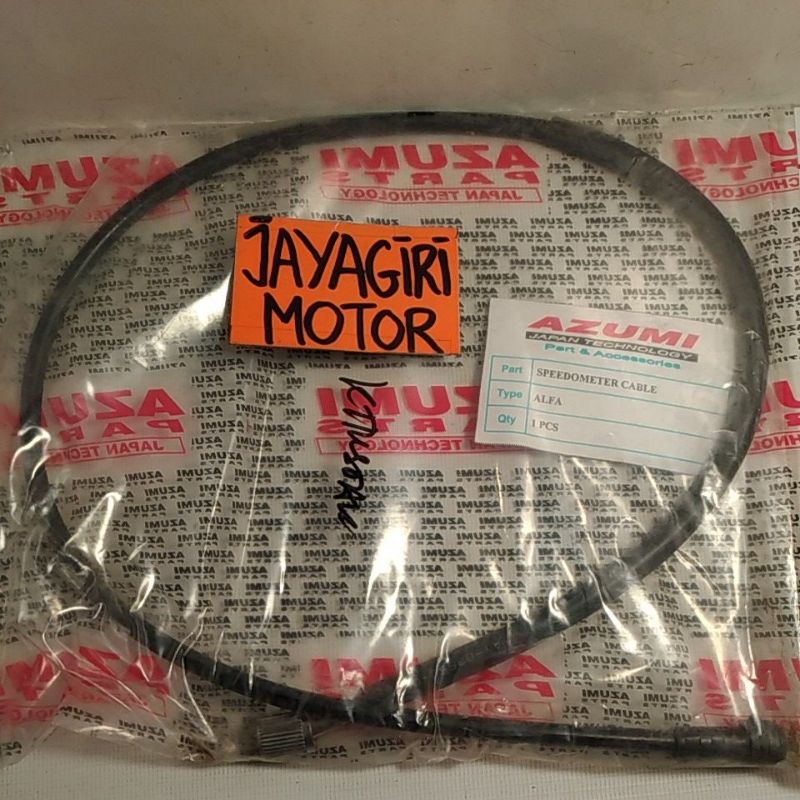 AZUMI
PARTS
JAPAN TECHNOLOGY
JAYAGIRI
MOTOR
AZUMI
JAPAN TECHNOLOGY
Part & Accessories
Part SPEEDOMETER CABLE
Type ALFA
Qty 1 PCS